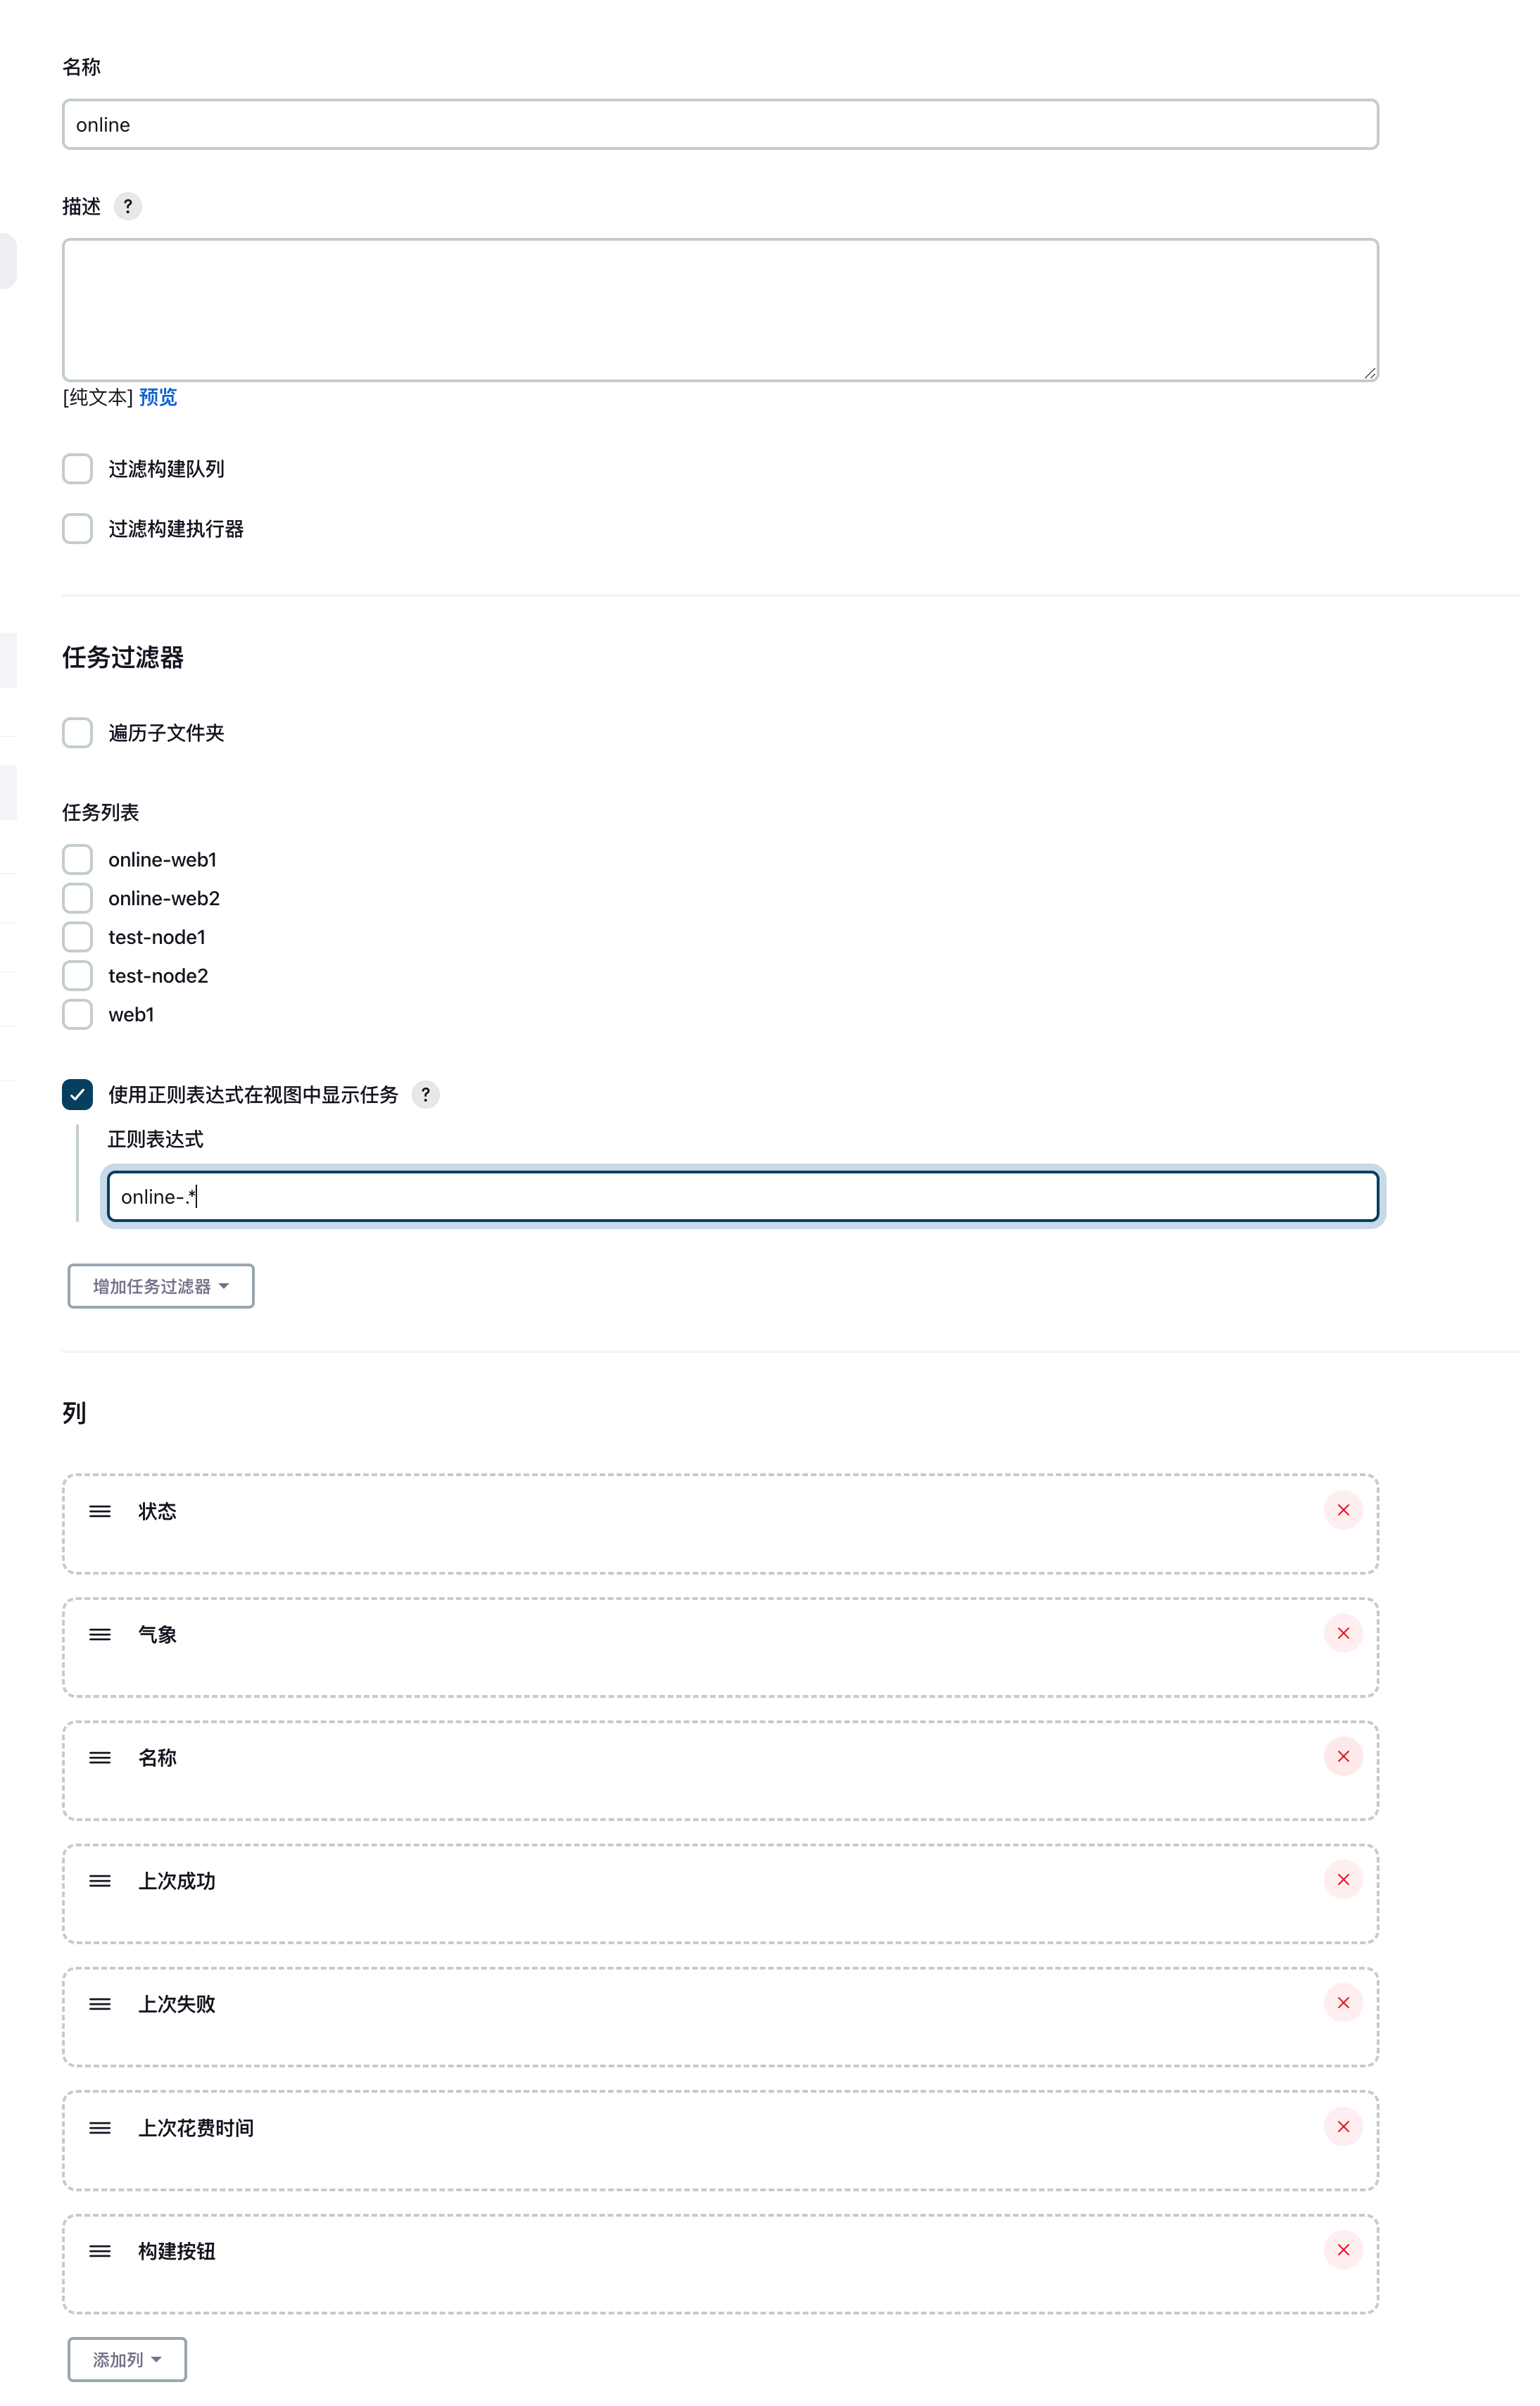 名称
online
描述 ?
[纯文本] 预览
过滤构建队列
过滤构建执行器
任务过滤器
遍历子文件夹
任务列表
online-web1
online-web2
test-node1
test-node2
web1
使用正则表达式在视图中显示任务 ?
正则表达式
online-.*
增加任务过滤器
列
状态
气象
名称
上次成功
上次失败
上次花费时间
构建按钮
添加列